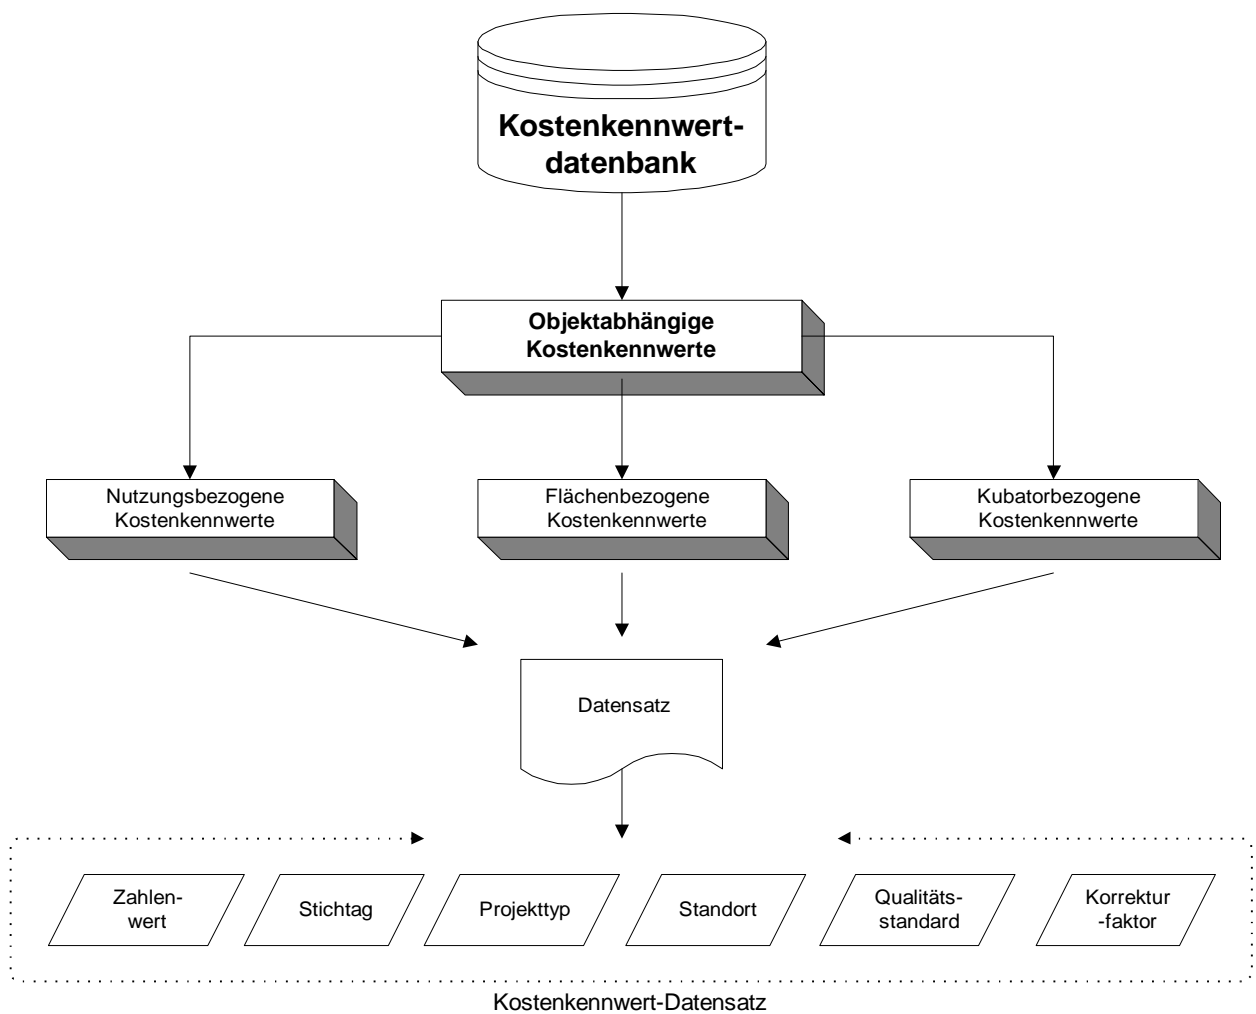 Kostenkennwert-
datenbank
Objektabhängige
Kostenkennwerte
Nutzungsbezogene
Kostenkennwerte
Flächenbezogene
Kostenkennwerte
Kubatorbezogene
Kostenkennwerte
Datensatz
Zahlen-
wert
Stichtag
Projekttyp
Standort
Qualitäts-
standard
Korrektur
-faktor
Kostenkennwert-Datensatz